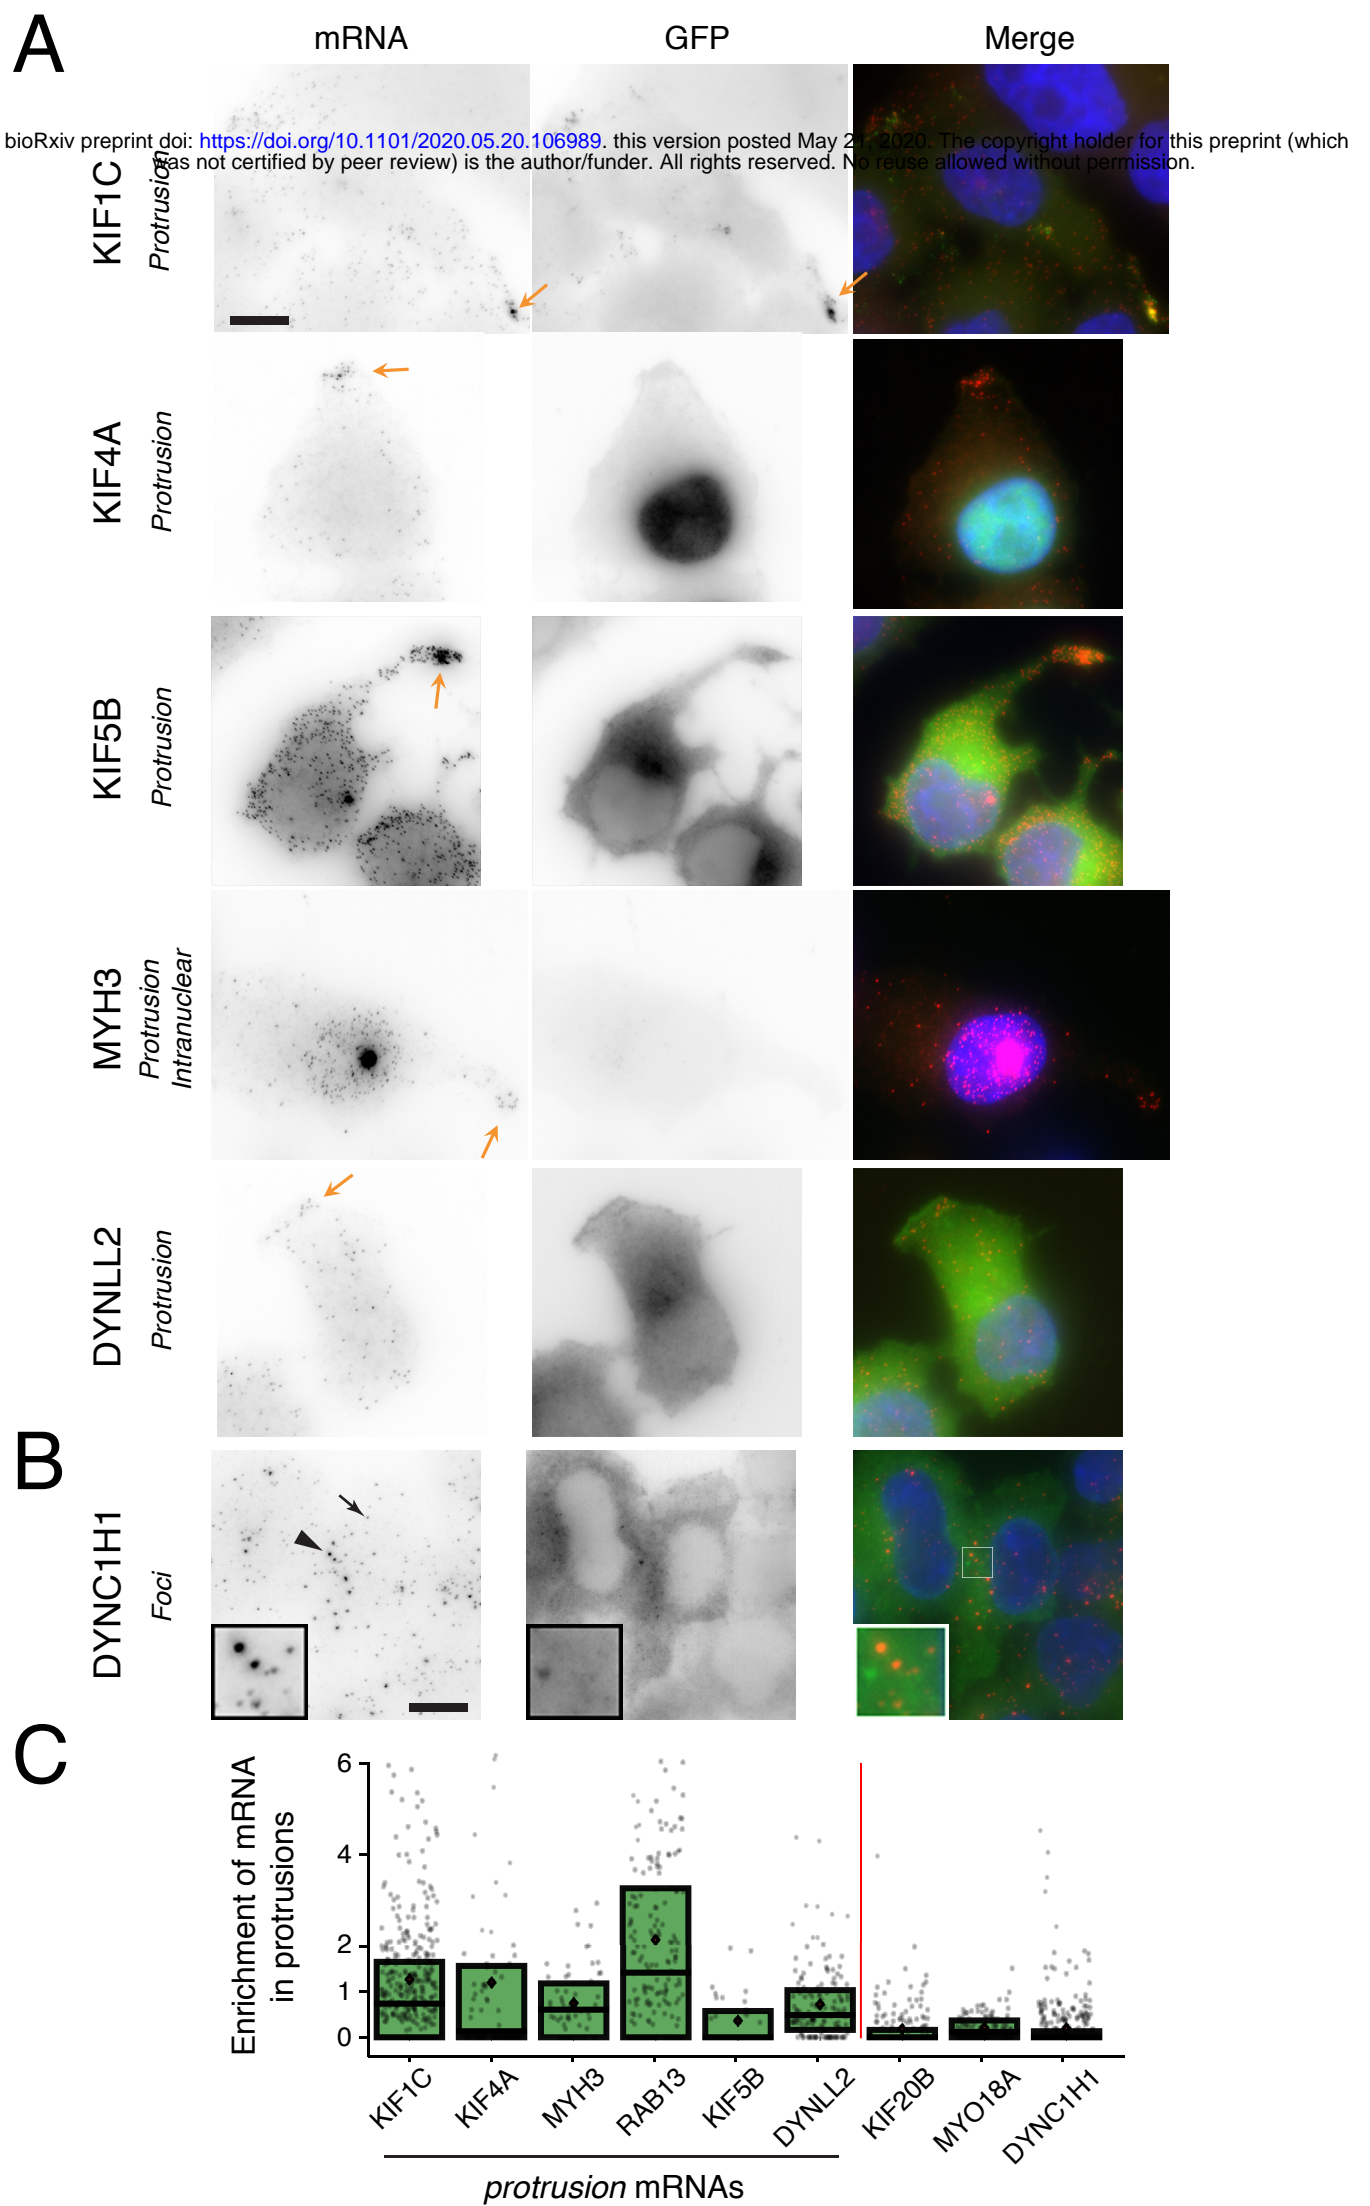 A
mRNA GFP Merge
bioRxiv preprint doi: https://doi.org/10.1101/2020.05.20.106989. this version posted May 21, 2020. The copyright holder for this preprint (which
was not certified by peer review) is the author/funder. All rights reserved. No reuse allowed without permission.
KIF1C
Protrusion
KIF4A
Protrusion
KIF5B
Protrusion
MYH3
Protrusion
Intranuclear
DYNLL2
Protrusion
B
DYNC1H1
Foci
C
Enrichment of mRNA
in protrusions
6
4
2
1
0
KIF1C
KIF4A
MYH3
RAB13
KIF5B
DYNLL2
KIF20B
MYO18A
DYNC1H1
protrusion mRNAs